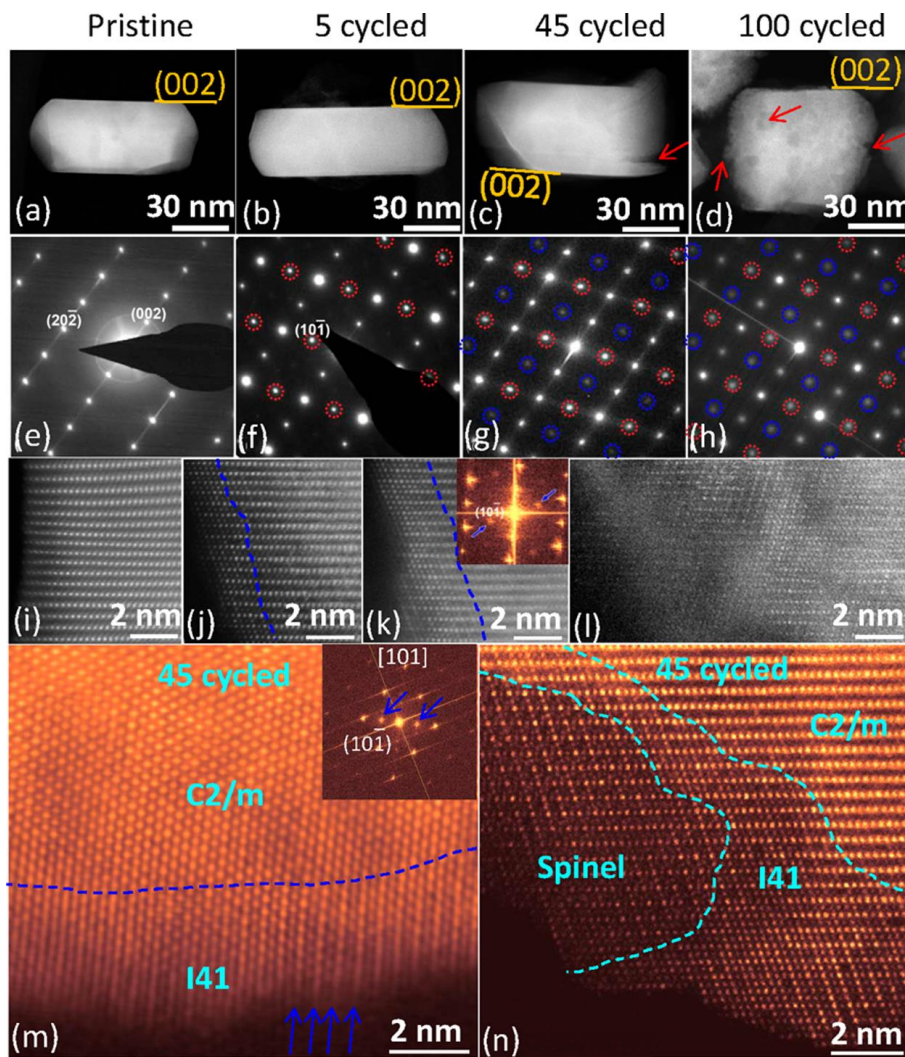 Pristine 5 cycled 45 cycled 100 cycled
(002) (002) (002) (002)
(a) 30 nm (b) 30 nm (c) 30 nm (d) 30 nm
(202̅) (002) (101̅)
(e) (f) (g) (h)
(101̅)
(i) 2 nm (j) 2 nm (k) 2 nm (l) 2 nm
45 cycled [101] 45 cycled
(101̅) C2/m
C2/m
Spinel I41
I41
(m) 2 nm (n) 2 nm